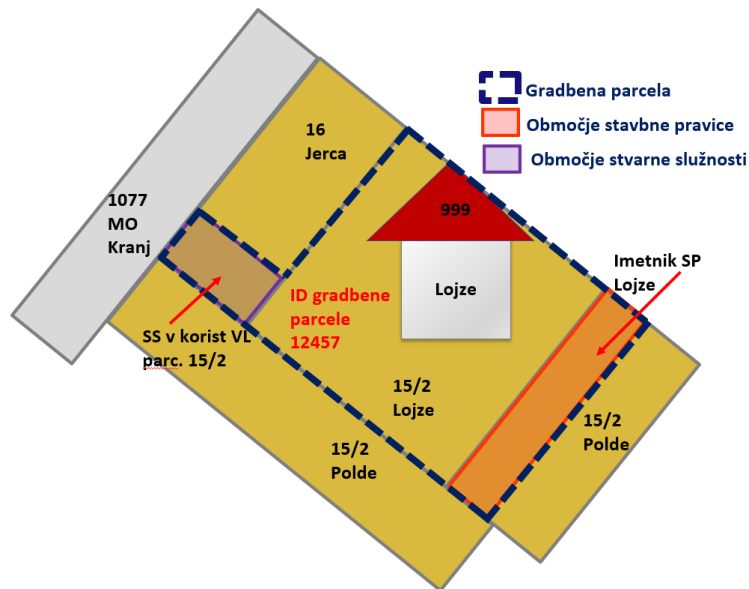 Gradbena parcela
Območje stavbne pravice
Območje stvarne služnosti
16
Jerca
1077
MO
Kranj
999
Imetnik SP
Lojze
Lojze
ID gradbene
parcele
12457
SS v korist VL
parc. 15/2
15/2
Lojze
15/2
Polde
15/2
Polde